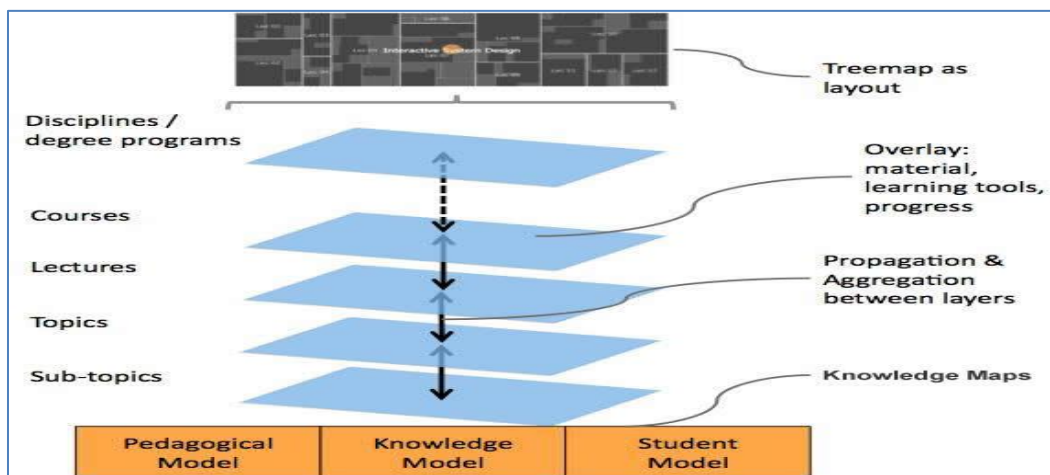 Interactive System Design
Treemap as
layout
Disciplines /
degree programs
Overlay:
material,
learning tools,
progress
Courses
Lectures
Propagation &
Aggregation
between layers
Topics
Sub-topics
Knowledge Maps
Pedagogical
Model
Knowledge
Model
Student
Model